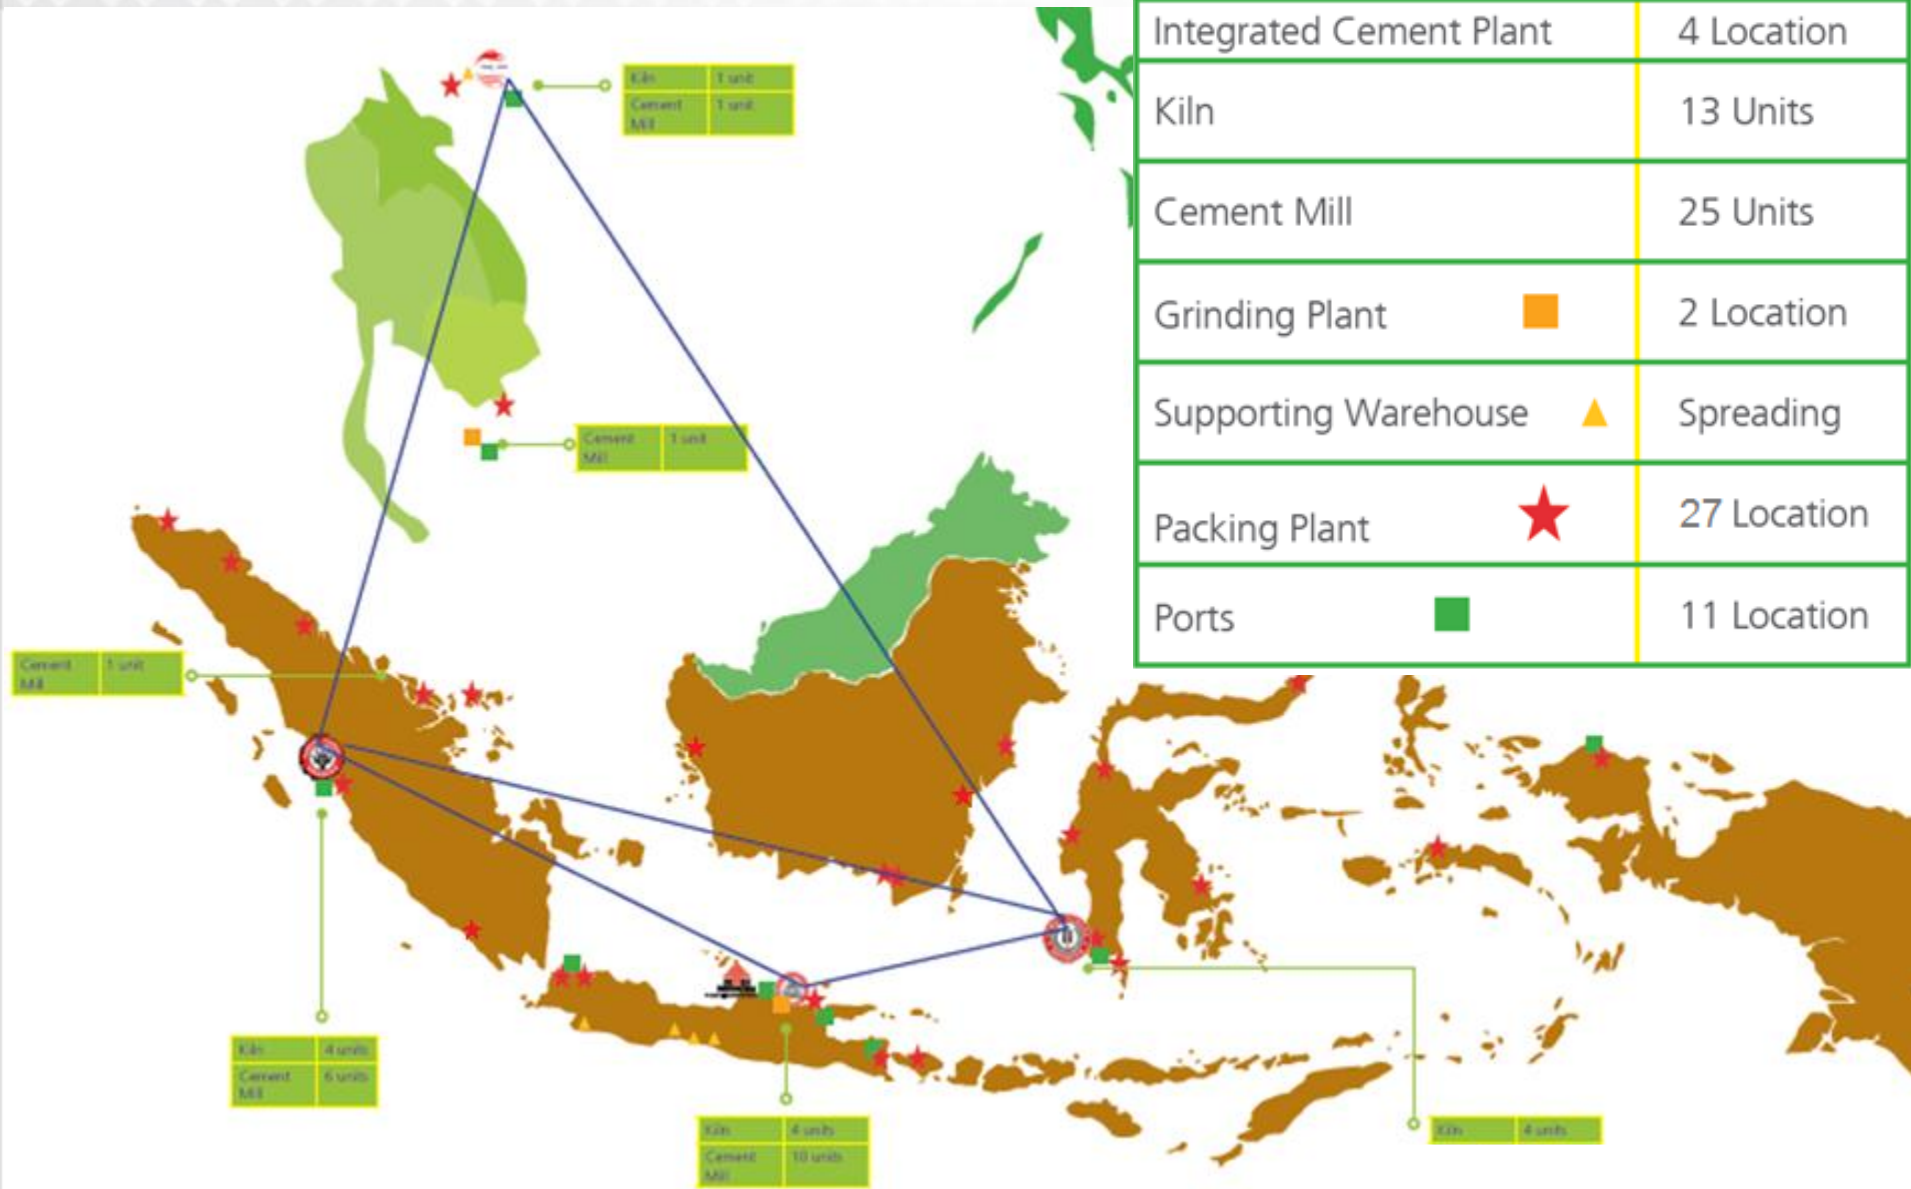 Integrated Cement Plant 4 Location
Kiln 13 Units
Cement Mill 25 Units
Grinding Plant 2 Location
Supporting Warehouse Spreading
Packing Plant 27 Location
Ports 11 Location
Kiln 1 unit
Cement 1 unit
Mill
Cement 1 unit
Mill
Cement 1 unit
Mill
Kiln 4 units
Cement 6 units
Mill
Kiln 4 units
Cement 10 units
Mill
Kiln 4 units